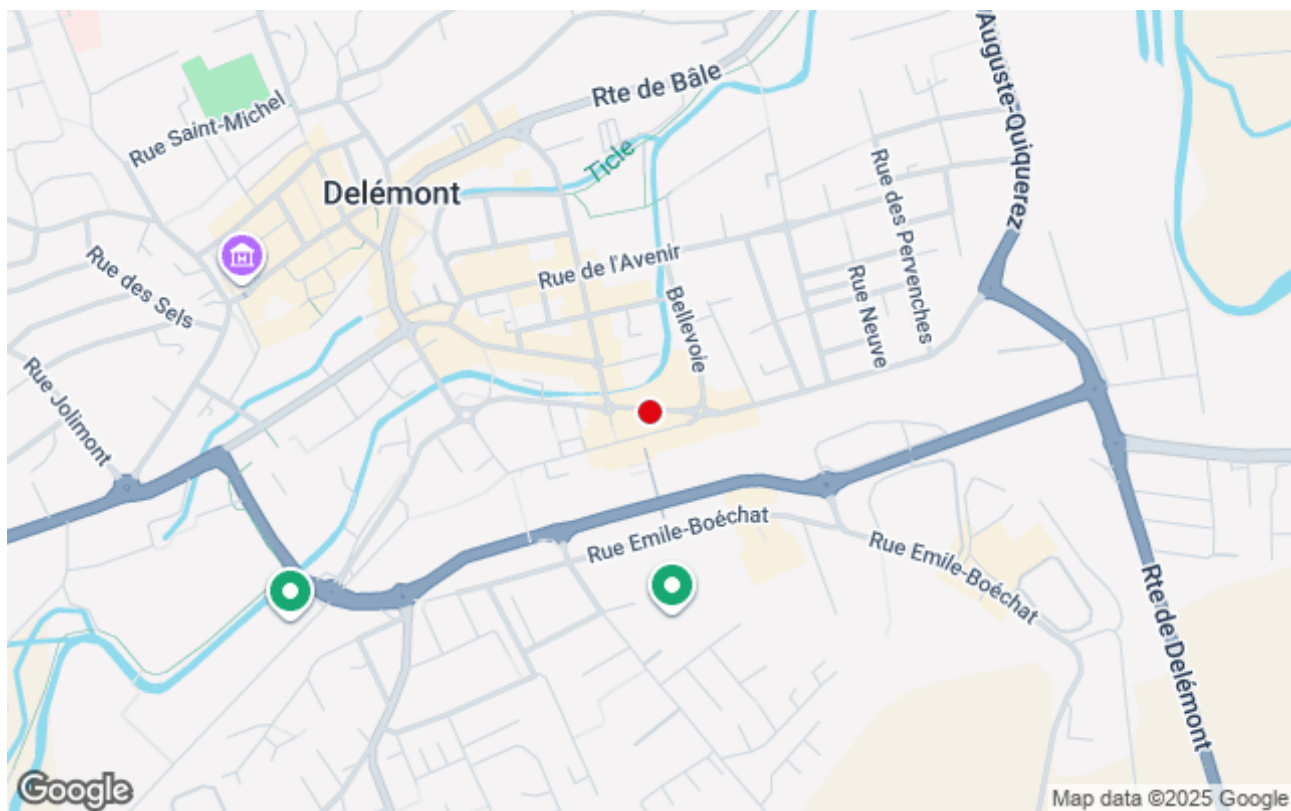 Auguste-Quiquerez
Rte de Bâle
Rue Saint-Michel
Ticle
Delémont
Rue des Pervenches
Rue de l'Avenir
Rue des Sels
Bellevoie
Rue Neuve
Rue Jolimont
Rue Emile-Boéchat
Rue Emile-Boéchat
Rte de Delémont
Google
Map data ©2025 Google